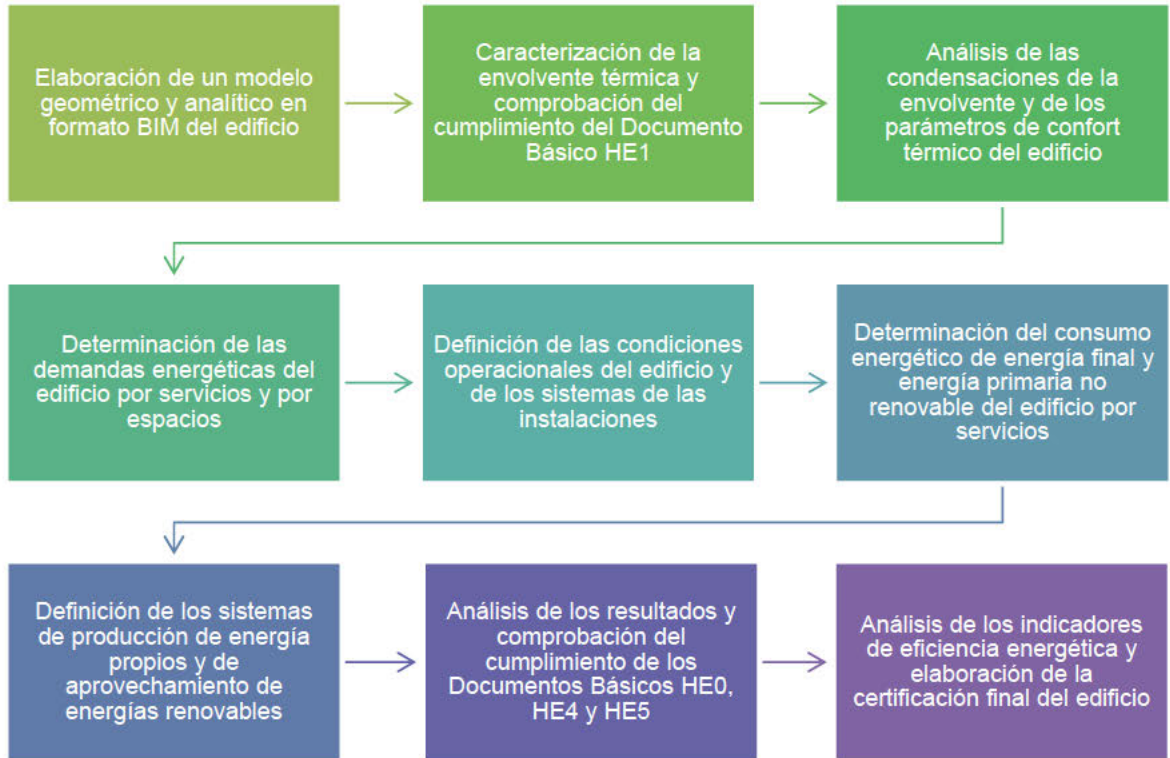 Elaboración de un modelo
geométrico y analítico en
formato BIM del edificio
Caracterización de la
envolvente térmica y
comprobación del
cumplimiento del Documento
Básico HE1
Análisis de las
condensaciones de la
envolvente y de los
parámetros de confort
térmico del edificio
Determinación de las
demandas energéticas del
edificio por servicios y por
espacios
Definición de las condiciones
operacionales del edificio y
de los sistemas de las
instalaciones
Determinación del consumo
energético de energía final y
energía primaria no
renovable del edificio por
servicios
Definición de los sistemas
de producción de energía
propios y de
aprovechamiento de
energías renovables
Análisis de los resultados y
comprobación del
cumplimiento de los
Documentos Básicos HE0,
HE4 y HE5
Análisis de los indicadores
de eficiencia energética y
elaboración de la
certificación final del edificio